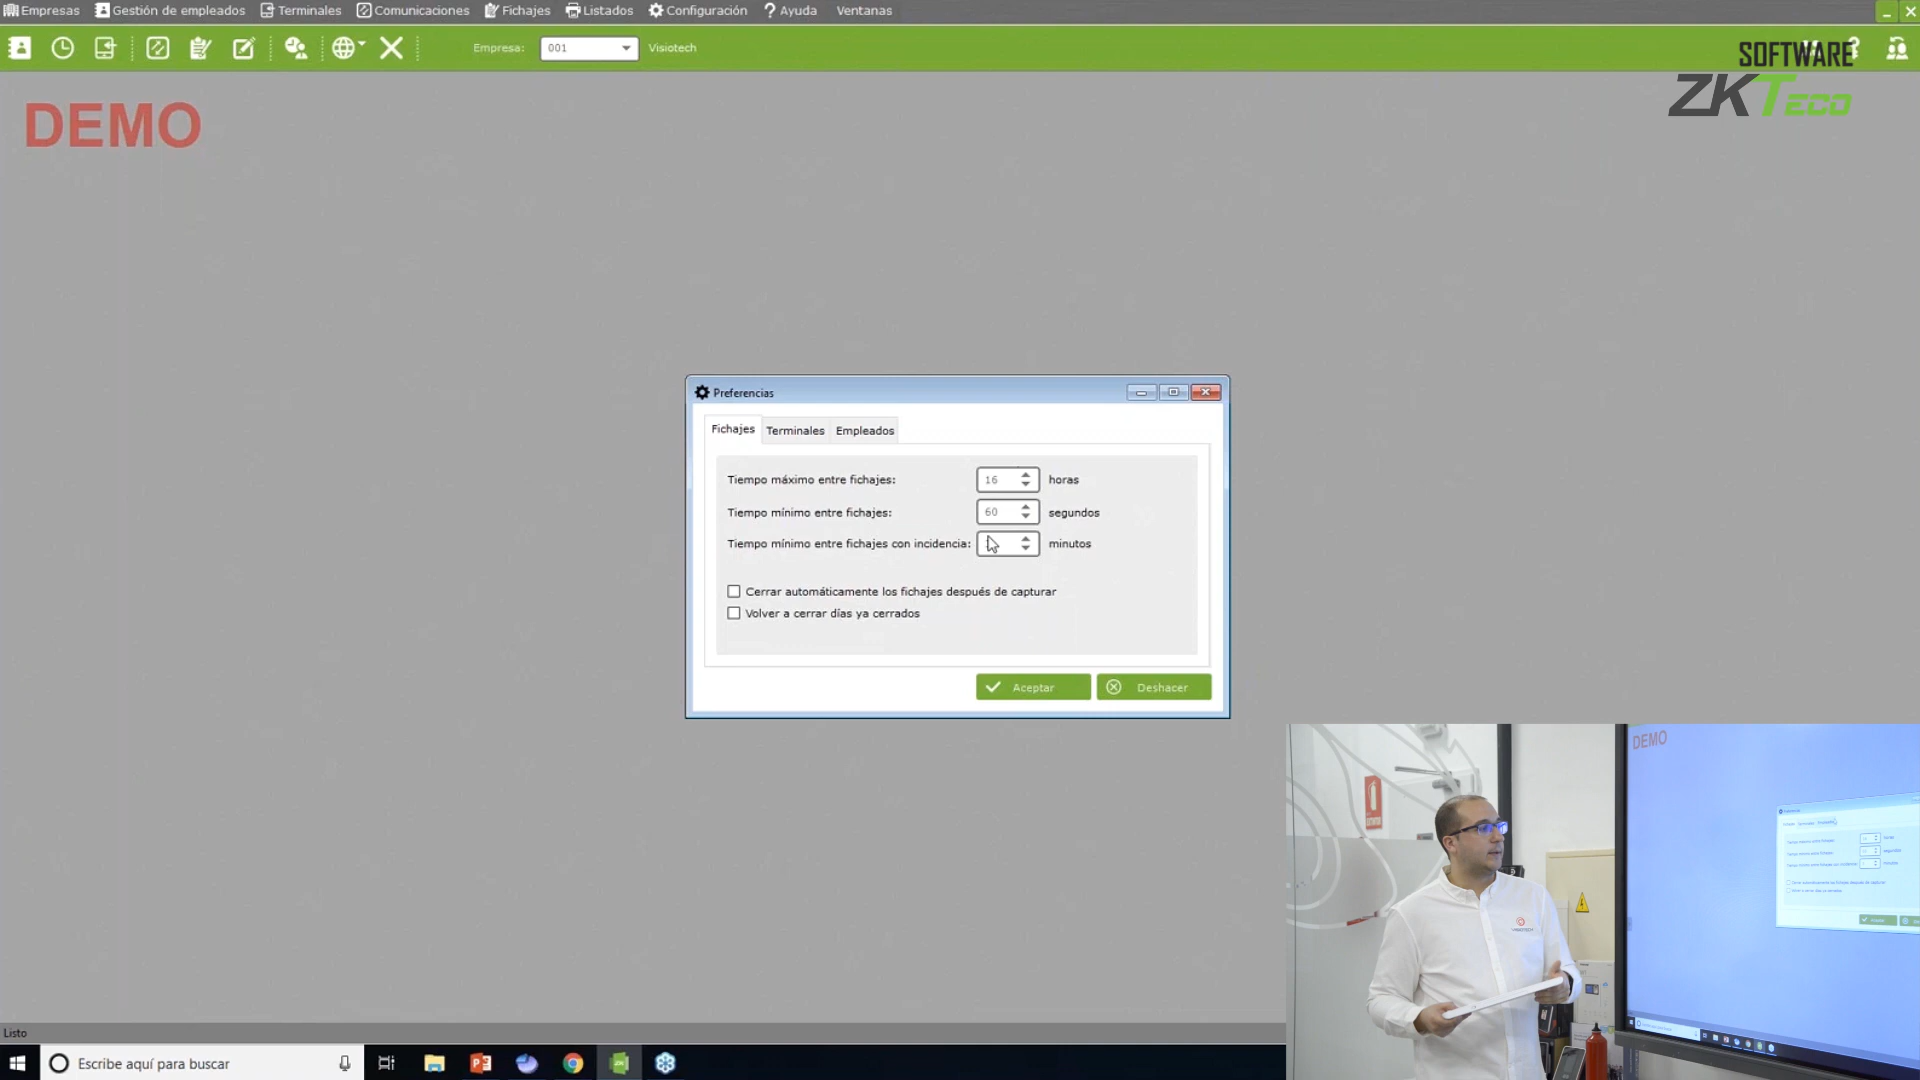 Empresas Gestión de empleados Terminales Comunicaciones Fichajes Listados Configuración ? Ayuda Ventanas
Empresa: 001 Visiotech
SOFTWARE
ZKTeco
DEMO
Preferencias
Fichajes Terminales Empleados
Tiempo máximo entre fichajes: 16 horas
Tiempo mínimo entre fichajes: 60 segundos
Tiempo mínimo entre fichajes con incidencia: minutos
Cerrar automáticamente los fichajes después de capturar
Volver a cerrar días ya cerrados
Aceptar Deshacer
DEMO
Listo
Escribe aquí para buscar